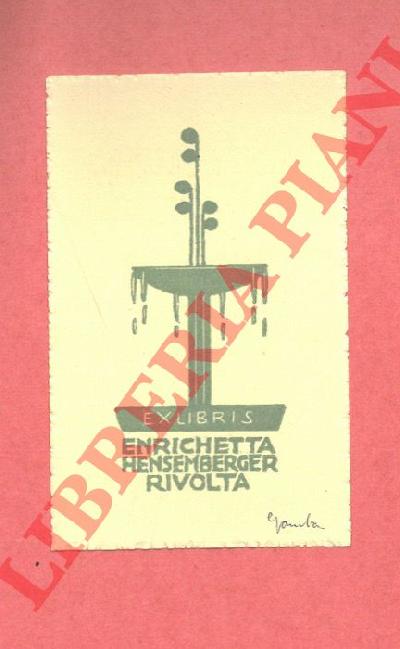 EX LIBRIS
ENRICHETTA
HENSEMBERGER
RIVOLTA
LIBRERIA PIANI